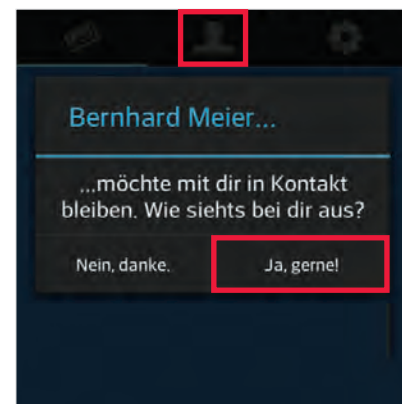 Bernhard Meier...
...möchte mit dir in Kontakt
bleiben. Wie siehts bei dir aus?
Nein, danke.
Ja, gerne!